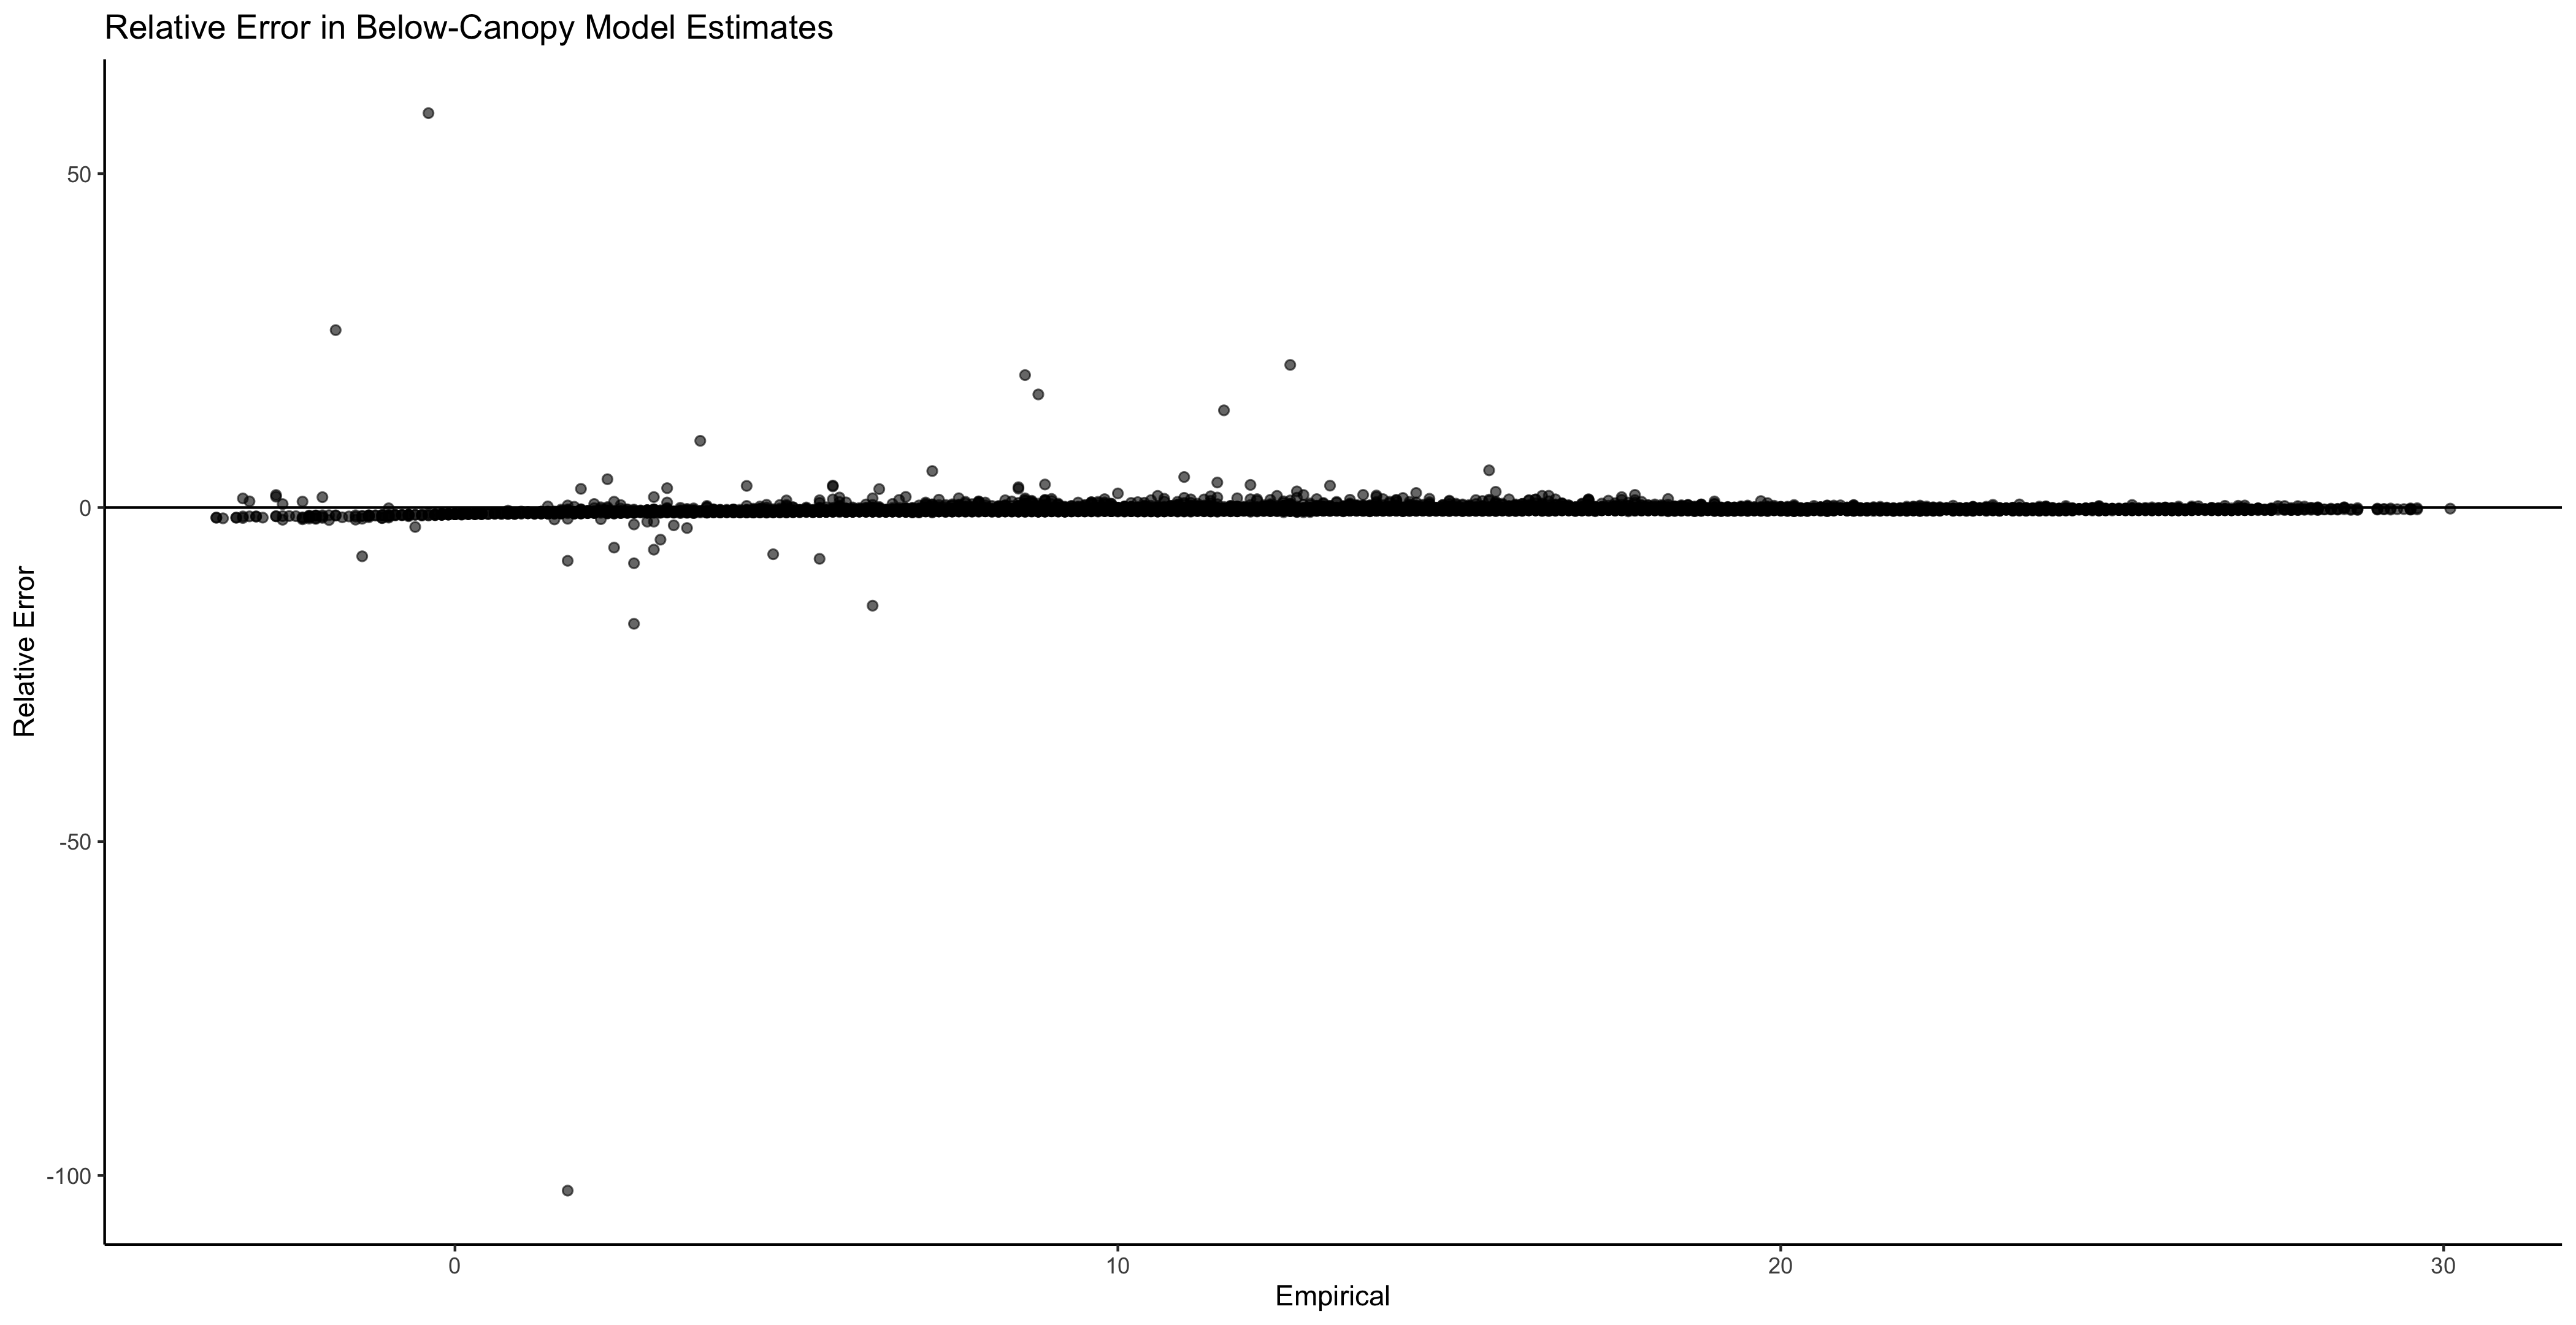 Relative Error in Below-Canopy Model Estimates
50
0
-50
-100
Relative Error
0 10 20 30
Empirical